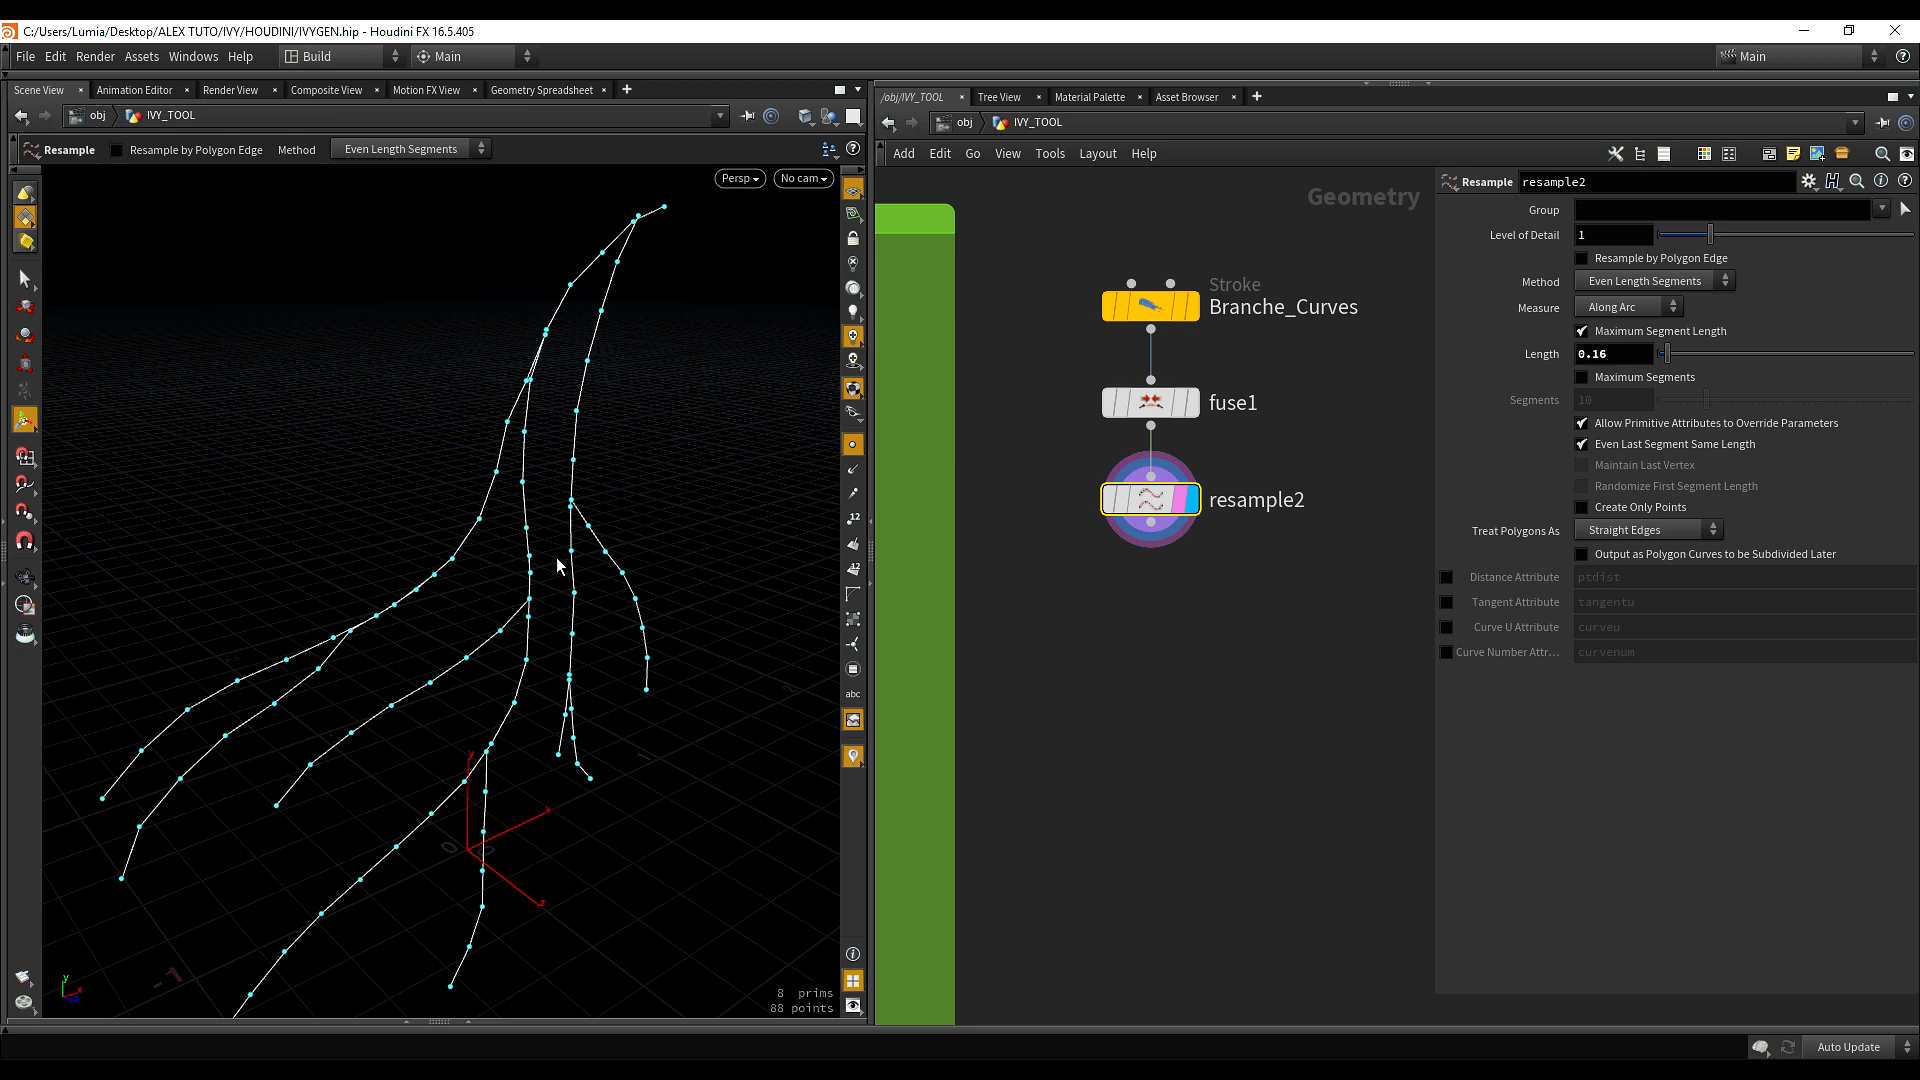 C:/Users/Lumia/Desktop/ALEX TUTO/IVY/HOUDINI/IVYGEN.hip - Houdini FX 16.5.405
File Edit Render Assets Windows Help Build Main Main
Scene View Animation Editor Render View Composite View Motion FX View Geometry Spreadsheet
obj IVY_TOOL
Resample Resample by Polygon Edge Method Even Length Segments
Persp No cam
12
12
abc
y
x
z
0
-1
y
x
8 prims
88 points
/obj/IVY_TOOL Tree View Material Palette Asset Browser
obj IVY_TOOL
Add Edit Go View Tools Layout Help
Geometry
Stroke
Branche_Curves
fuse1
resample2
Resample resample2
Group
Level of Detail 1
Resample by Polygon Edge
Method Even Length Segments
Measure Along Arc
Maximum Segment Length
Length 0.16
Maximum Segments
Segments 10
Allow Primitive Attributes to Override Parameters
Even Last Segment Same Length
Maintain Last Vertex
Randomize First Segment Length
Create Only Points
Treat Polygons As Straight Edges
Output as Polygon Curves to be Subdivided Later
Distance Attribute ptdist
Tangent Attribute tangentu
Curve U Attribute curveu
Curve Number Attr... curvenum
Auto Update